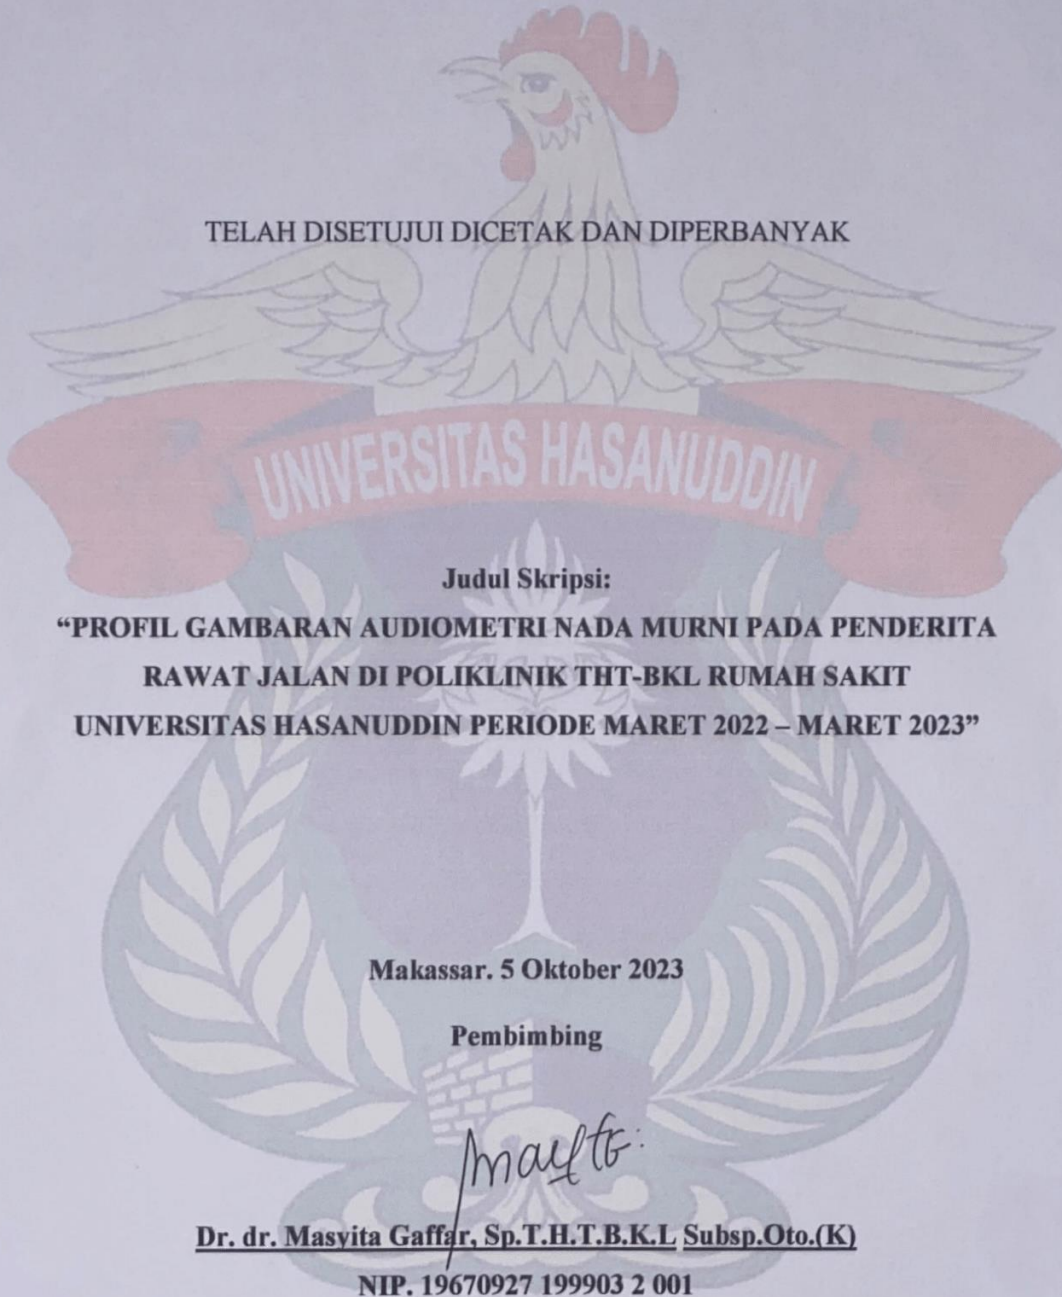 TELAH DISETUJUI DICETAK DAN DIPERBANYAK
UNIVERSITAS HASANUDDIN
Judul Skripsi:
“PROFIL GAMBARAN AUDIOMETRI NADA MURNI PADA PENDERITA
RAWAT JALAN DI POLIKLINIK THT-BKL RUMAH SAKIT
UNIVERSITAS HASANUDDIN PERIODE MARET 2022 – MARET 2023”
Makassar. 5 Oktober 2023
Pembimbing
Dr. dr. Masyita Gaffar, Sp.T.H.T.B.K.L Subsp.Oto.(K)
NIP. 19670927 199903 2 001